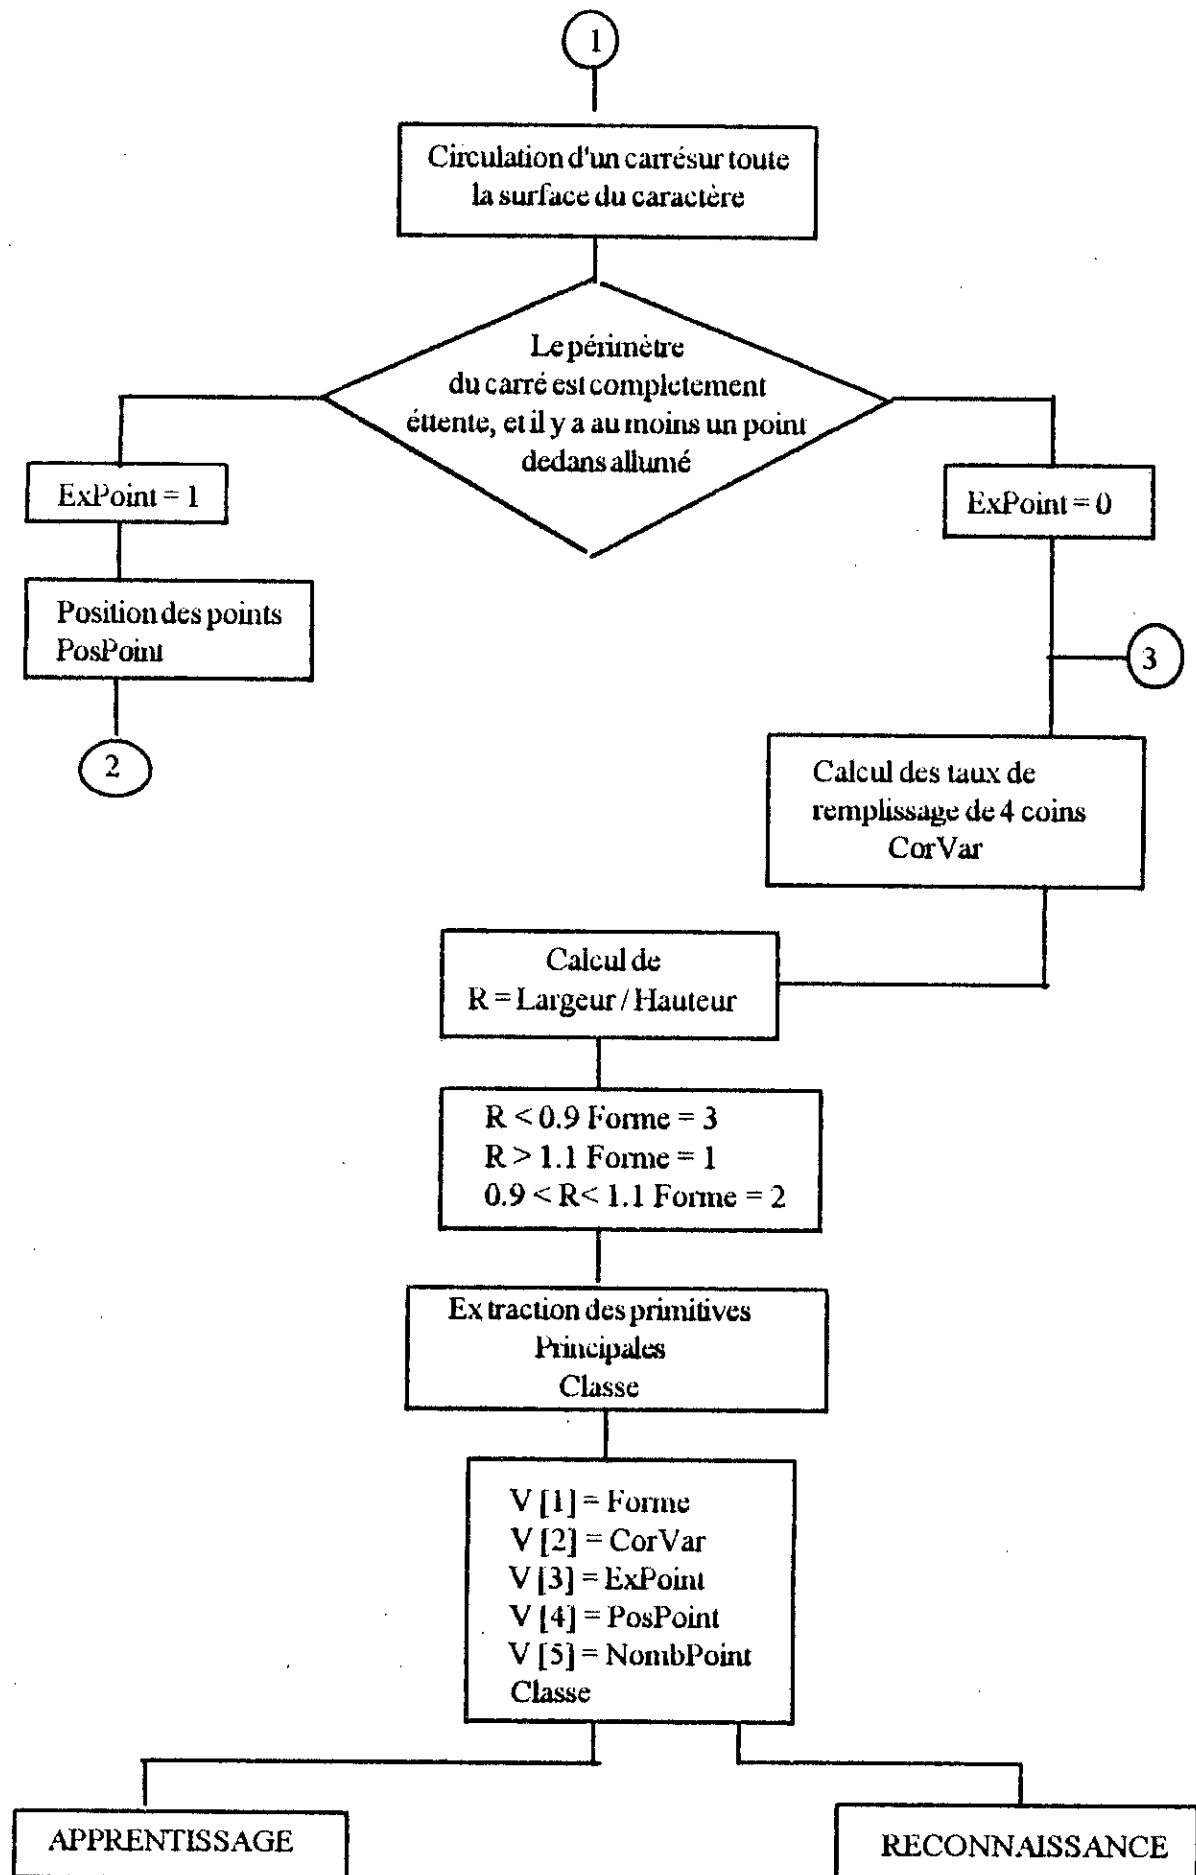 1
Circulation d'un carrésur toute
la surface du caractère
Le périmètre
du carré est completement
éttente, et il y a au moins un point
dedans allumé
ExPoint = 1
ExPoint = 0
Position des points
PosPoint
3
2
Calcul des taux de
remplissage de 4 coins
CorVar
Calcul de
R = Largeur / Hauteur
R < 0.9 Forme = 3
R > 1.1 Forme = 1
0.9 < R< 1.1 Forme = 2
Ex traction des primitives
Principales
Classe
V [1] = Forme
V [2] = CorVar
V [3] = ExPoint
V [4] = PosPoint
V [5] = NombPoint
Classe
APPRENTISSAGE
RECONNAISSANCE